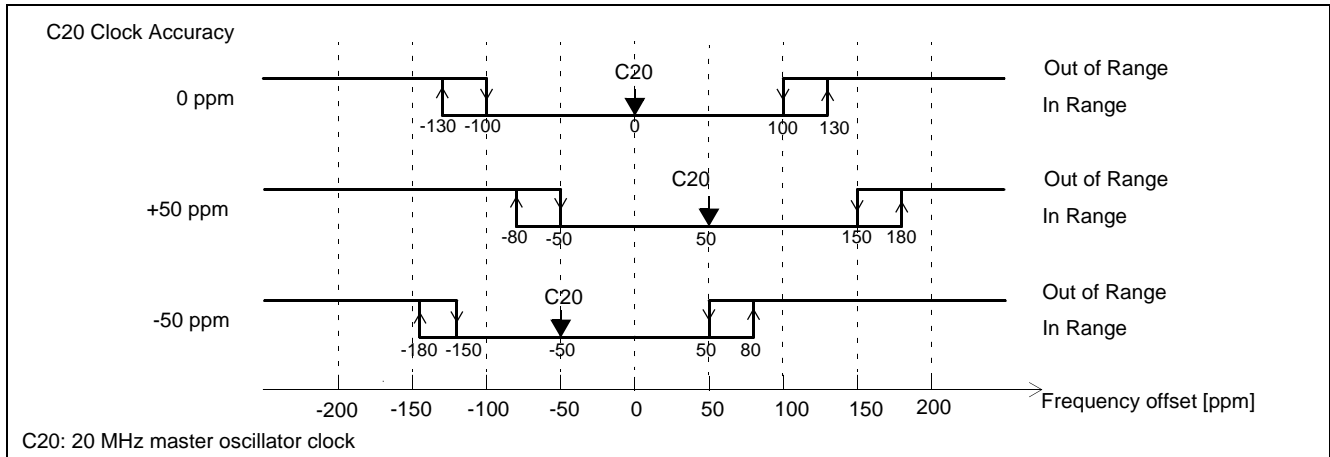 C20 Clock Accuracy
C20
Out of Range
0 ppm
In Range
-130 -100 0 100 130
C20
Out of Range
+50 ppm
In Range
-80 -50 50 150 180
C20
Out of Range
-50 ppm
In Range
-180 -150 -50 50 80
-200 -150 -100 -50 0 50 100 150 200 Frequency offset [ppm]
C20: 20 MHz master oscillator clock